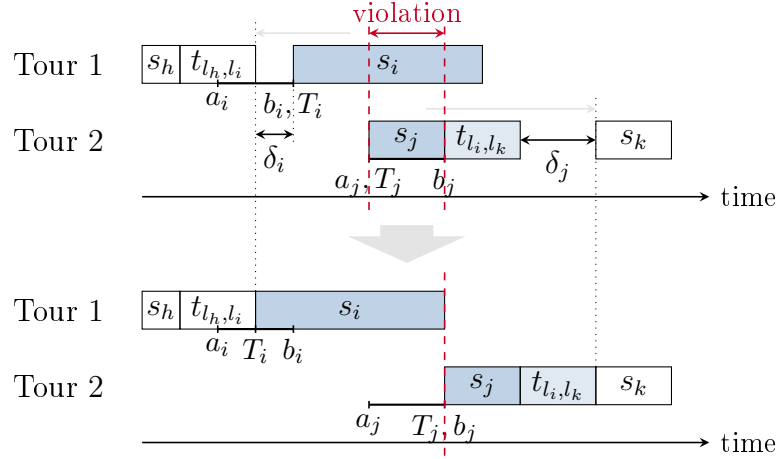 violation
Tour 1 s_h t_{l_h,l_i} s_i
a_i b_i, T_i
Tour 2 s_j t_{l_i,l_k} s_k
δ_i δ_j
a_j, T_j b_j
time
Tour 1 s_h t_{l_h,l_i} s_i
a_i T_i b_i
Tour 2 s_j t_{l_i,l_k} s_k
a_j T_j, b_j
time